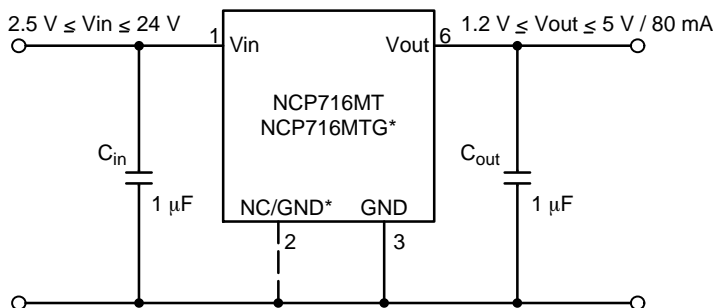 2.5 V ≤ Vin ≤ 24 V
1.2 V ≤ Vout ≤ 5 V / 80 mA
1
Vin
Vout
6
NCP716MT
NCP716MTG*
Cin
1 μF
Cout
1 μF
NC/GND*
GND
2
3